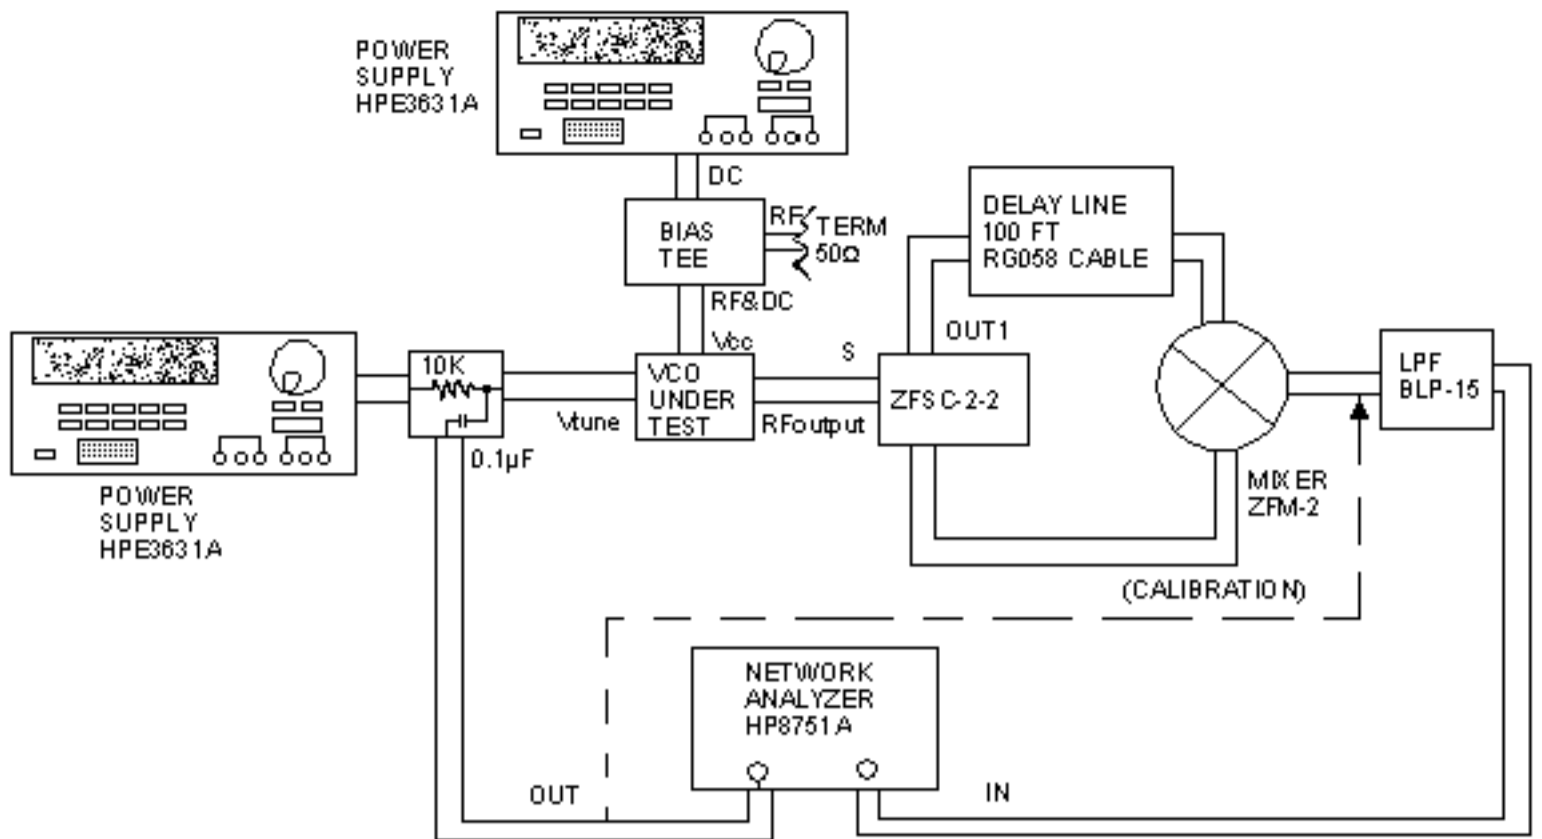 POWER
SUPPLY
HPE3631A
DC
BIAS
TEE
RF
TERM
50Ω
RF&DC
DELAY LINE
100 FT
RG058 CABLE
OUT1
Vcc
S
10K
VCO
UNDER
TEST
ZFSC-2-2
LPF
BLP-15
Vtune
RFoutput
0.1µF
POWER
SUPPLY
HPE3631A
MIXER
ZFM-2
(CALIBRATION)
NETWORK
ANALYZER
HP8751A
OUT
IN